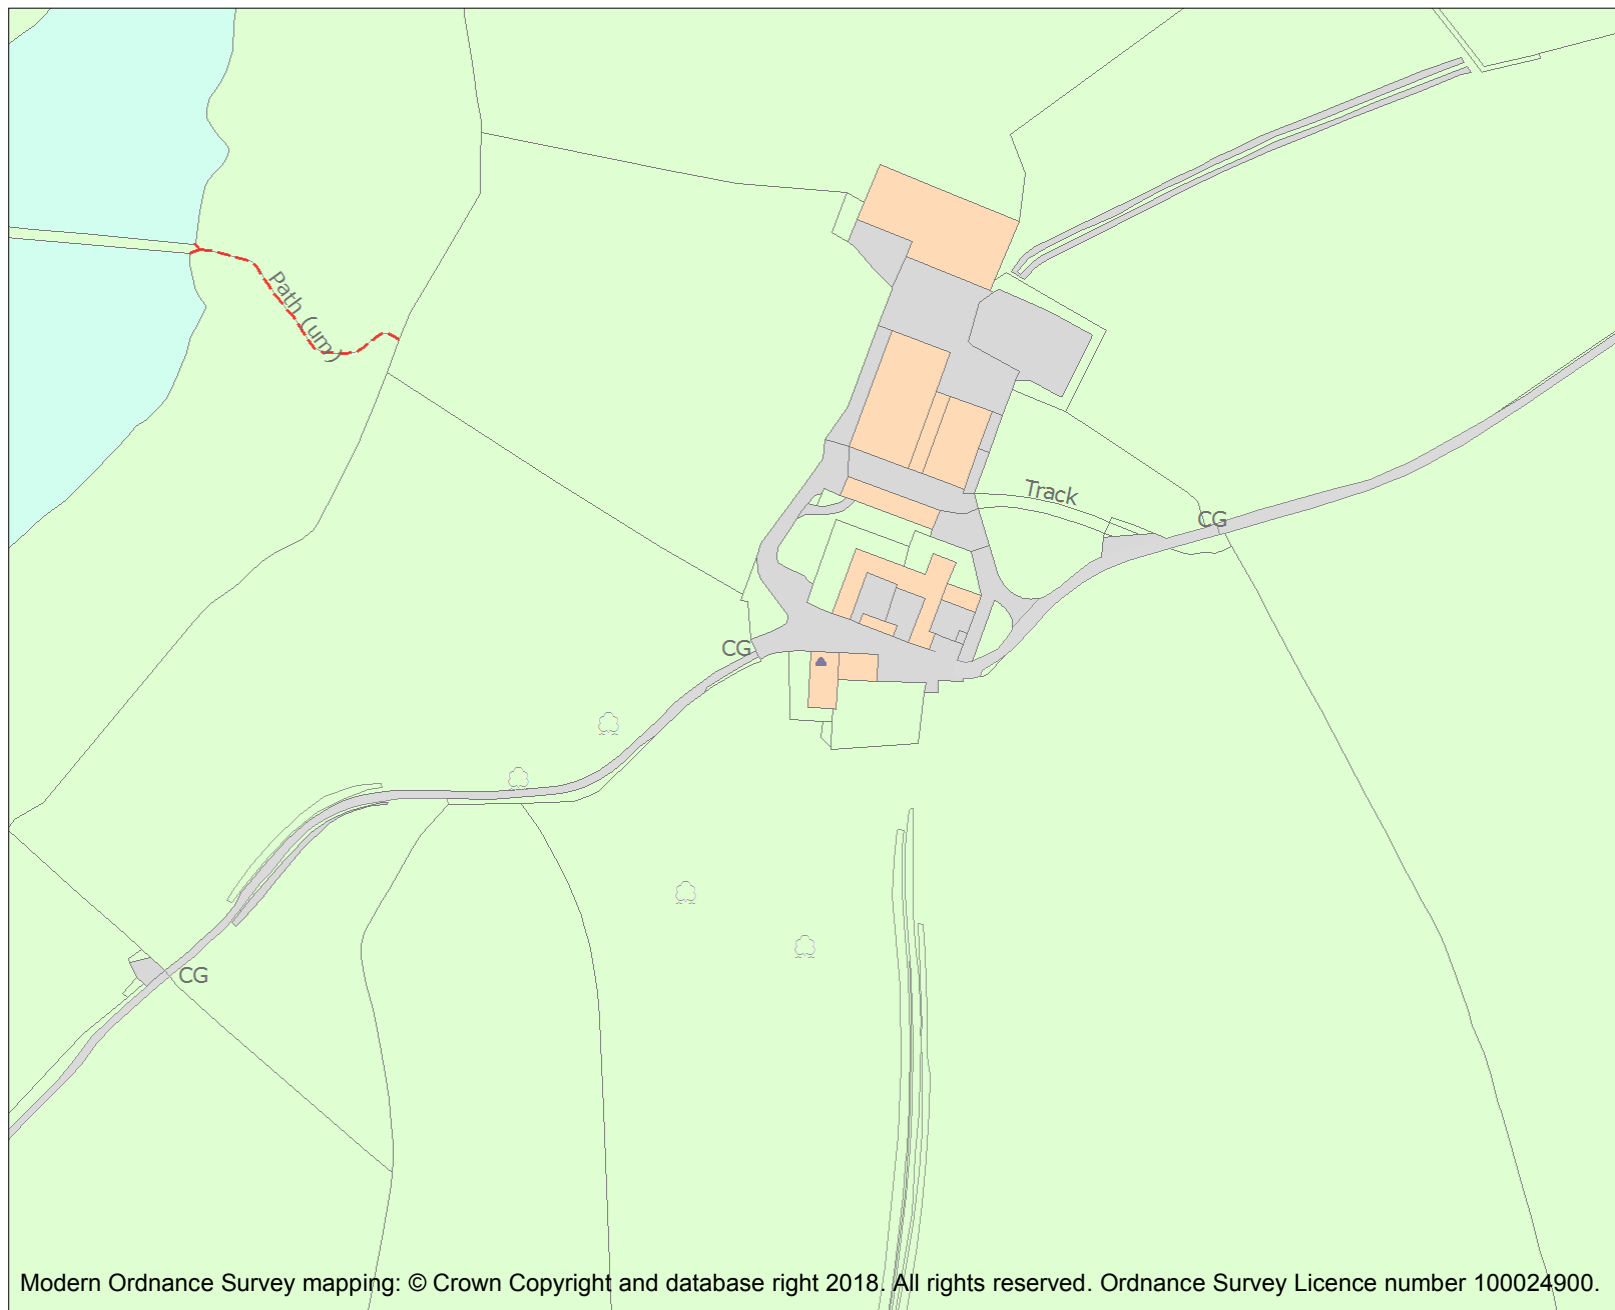 Path (um)
Track
CG
CG
CG
Modern Ordnance Survey mapping: © Crown Copyright and database right 2018. All rights reserved. Ordnance Survey Licence number 100024900.